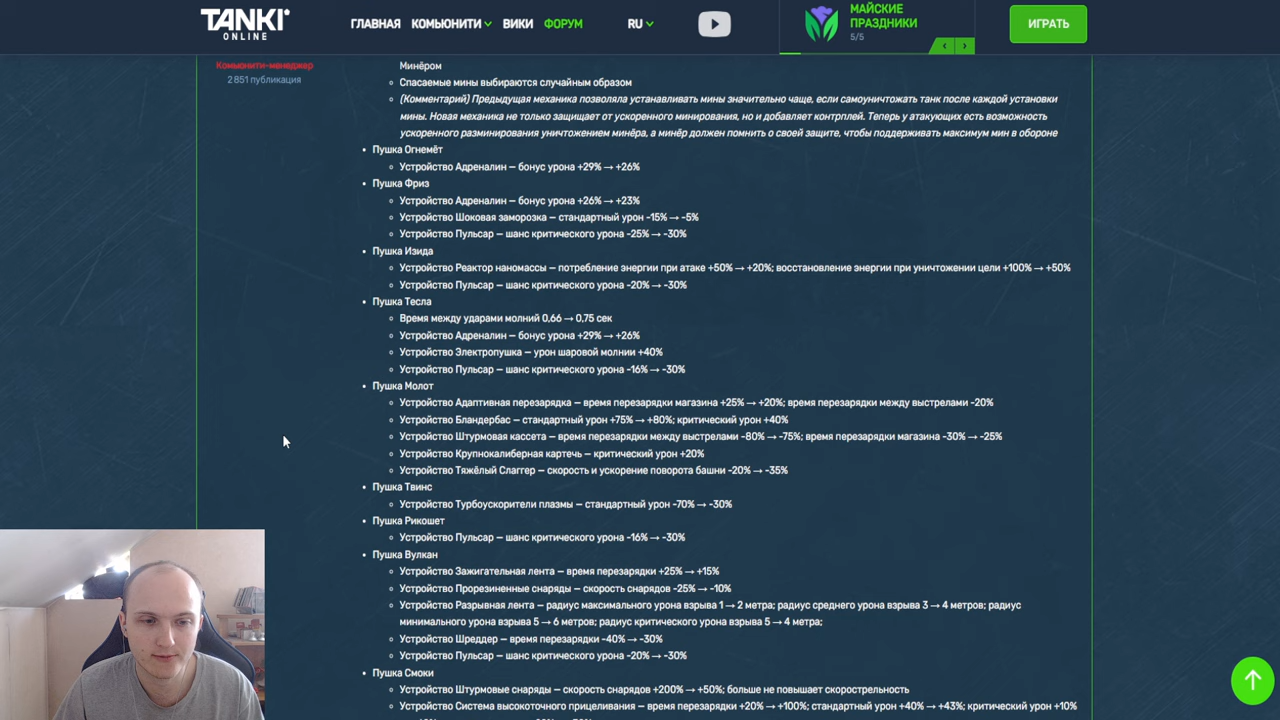 TANKI
ONLINE
ГЛАВНАЯ
КОМЬЮНИТИ
ВИКИ
ФОРУМ
RU
МАЙСКИЕ
ПРАЗДНИКИ
5/5
ИГРАТЬ
Комьюнити-менеджер
2 851 публикация
Минёром
Спасаемые мины выбираются случайным образом
(Комментарий) Предыдущая механика позволяла устанавливать мины значительно чаще, если самоуничтожать танк после каждой установки
мины. Новая механика не только защищает от ускоренного минирования, но и добавляет контрплей. Теперь у атакующих есть возможность
ускоренного разминирования уничтожением минёра, а минёр должен помнить о своей защите, чтобы поддерживать максимум мин в обороне
Пушка Огнемёт
Устройство Адреналин — бонус урона +29% → +26%
Пушка Фриз
Устройство Адреналин — бонус урона +26% → +23%
Устройство Шоковая заморозка — стандартный урон -15% → -5%
Устройство Пульсар — шанс критического урона -25% → -30%
Пушка Изида
Устройство Реактор наномассы — потребление энергии при атаке +50% → +20%; восстановление энергии при уничтожении цели +100% → +50%
Устройство Пульсар — шанс критического урона -20% → -30%
Пушка Тесла
Время между ударами молний 0,66 → 0,75 сек
Устройство Адреналин — бонус урона +29% → +26%
Устройство Электропушка — урон шаровой молнии +40%
Устройство Пульсар — шанс критического урона -16% → -30%
Пушка Молот
Устройство Адаптивная перезарядка — время перезарядки магазина +25% → +20%; время перезарядки между выстрелами -20%
Устройство Бландербас — стандартный урон +75% → +80%; критический урон +40%
Устройство Штурмовая кассета — время перезарядки между выстрелами -80% → -75%; время перезарядки магазина -30% → -25%
Устройство Крупнокалиберная картечь — критический урон +20%
Устройство Тяжёлый Слаггер — скорость и ускорение поворота башни -20% → -35%
Пушка Твинс
Устройство Турбоускорители плазмы — стандартный урон -70% → -30%
Пушка Рикошет
Устройство Пульсар — шанс критического урона -16% → -30%
Пушка Вулкан
Устройство Зажигательная лента — время перезарядки +25% → +15%
Устройство Прорезиненные снаряды — скорость снарядов -25% → -10%
Устройство Разрывная лента — радиус максимального урона взрыва 1 → 2 метра; радиус среднего урона взрыва 3 → 4 метров; радиус
минимального урона взрыва 5 → 6 метров; радиус критического урона взрыва 5 → 4 метра;
Устройство Шреддер — время перезарядки -40% → -30%
Устройство Пульсар — шанс критического урона -20% → -30%
Пушка Смоки
Устройство Штурмовые снаряды — скорость снарядов +200% → +50%; больше не повышает скорострельность
Устройство Система высокоточного прицеливания — время перезарядки +20% → +100%; стандартный урон +40% → +43%; критический урон +10%